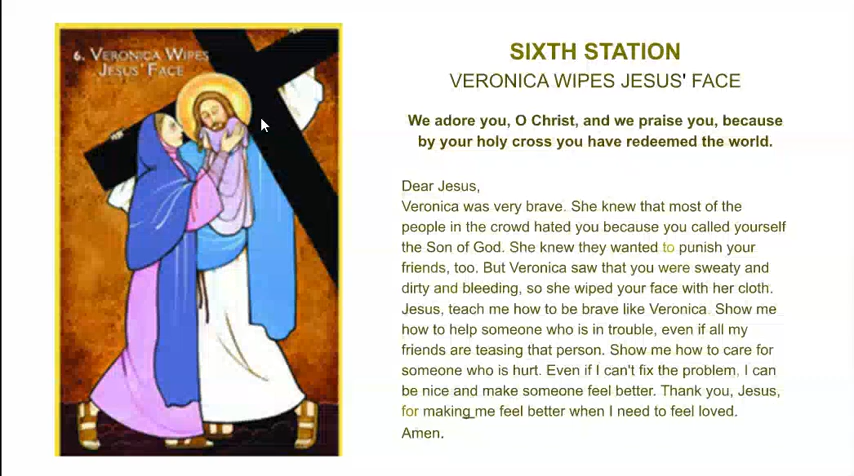 6. Veronica Wipes
Jesus' Face
SIXTH STATION
VERONICA WIPES JESUS' FACE
We adore you, O Christ, and we praise you, because
by your holy cross you have redeemed the world.
Dear Jesus,
Veronica was very brave. She knew that most of the
people in the crowd hated you because you called yourself
the Son of God. She knew they wanted to punish your
friends, too. But Veronica saw that you were sweaty and
dirty and bleeding, so she wiped your face with her cloth.
Jesus, teach me how to be brave like Veronica. Show me
how to help someone who is in trouble, even if all my
friends are teasing that person. Show me how to care for
someone who is hurt. Even if I can't fix the problem, I can
be nice and make someone feel better. Thank you, Jesus,
for making me feel better when I need to feel loved.
Amen.